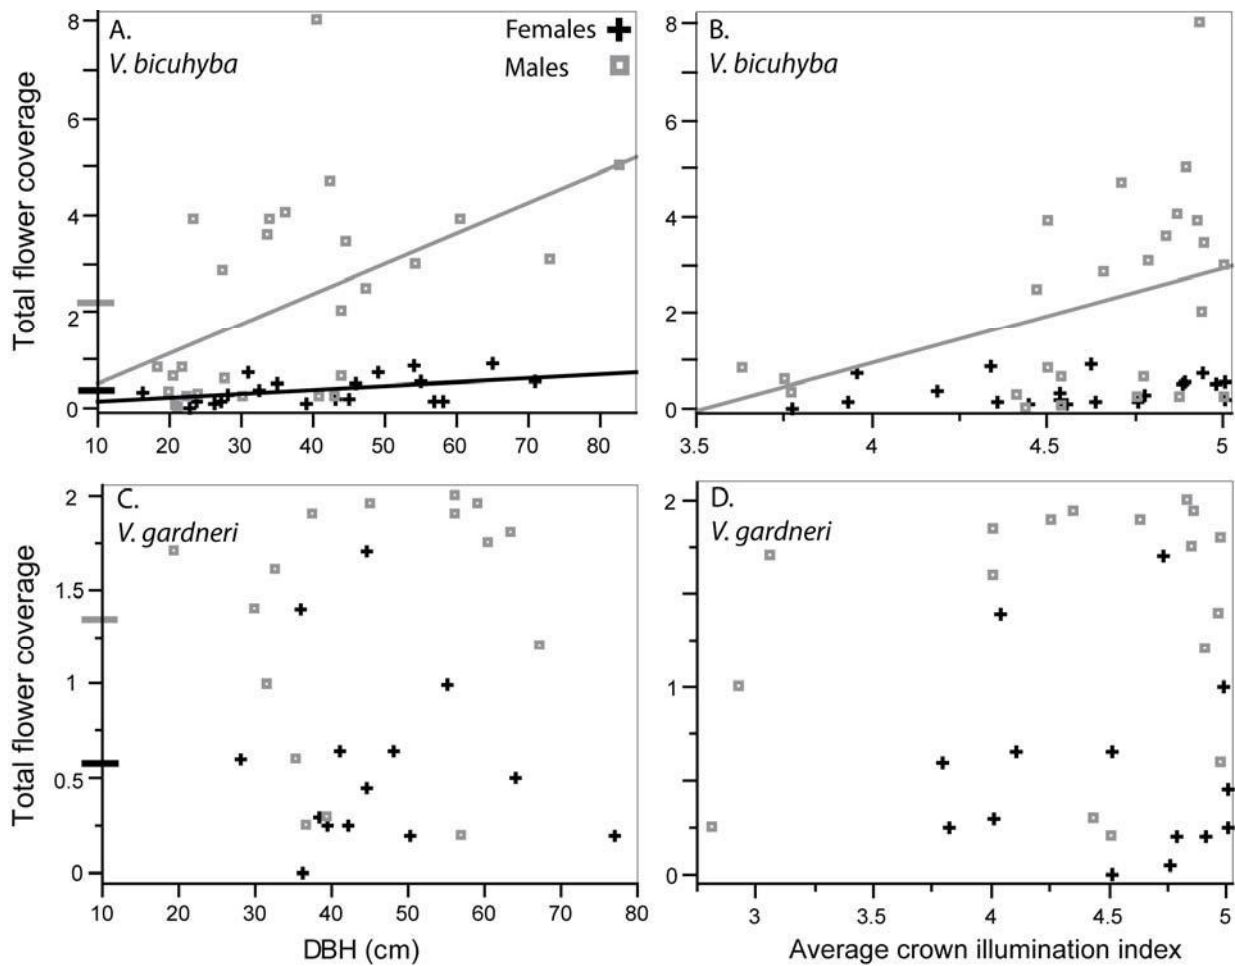 A.
V. bicuhyba
Females
Males
8
6
4
2
0
10 20 30 40 50 60 70 80
Total flower coverage
B.
V. bicuhyba
8
6
4
2
0
3.5 4 4.5 5
C.
V. gardneri
2
1.5
1
0.5
0
10 20 30 40 50 60 70 80
Total flower coverage
DBH (cm)
D.
V. gardneri
2
1
0
3 3.5 4 4.5 5
Average crown illumination index